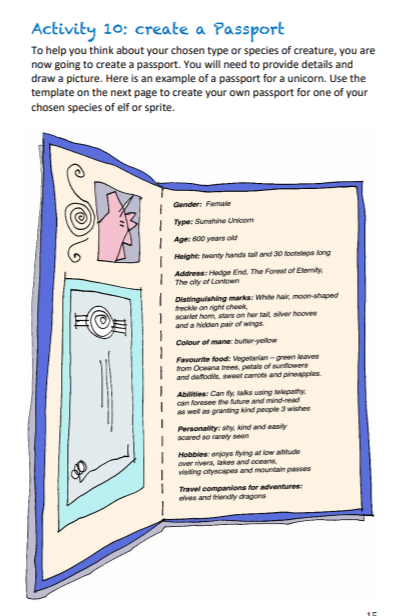 Activity 10: Create a Passport
To help you think about your chosen type or species of creature, you are
now going to create a passport. You will need to provide details and
draw a picture. Here is an example of a passport for a unicorn. Use the
template on the next page to create your own passport for one of your
chosen species of elf or sprite.
Gender: Female
Type: Sunshine Unicorn
Age: 600 years old
Height: twenty hands tall and 30 footsteps long
Address: Hedge End, The Forest of Eternity,
The city of Lontown
Distinguishing marks: White hair, moon-shaped
freckle on right cheek,
scarlet horn, stars on her tail, silver hooves
and a hidden pair of wings.
Colour of mane: butter-yellow
Favourite food: Vegetarian – green leaves
from Oceana trees, petals of sunflowers
and daffodils, sweet carrots and pineapples.
Abilities: Can fly, talks using telepathy,
can foresee the future and mind-read
as well as granting kind people 3 wishes
Personality: shy, kind and easily
scared so rarely seen
Hobbies: enjoys flying at low altitude
over rivers, lakes and oceans,
visiting cityscapes and mountain passes
Travel companions for adventures:
elves and friendly dragons